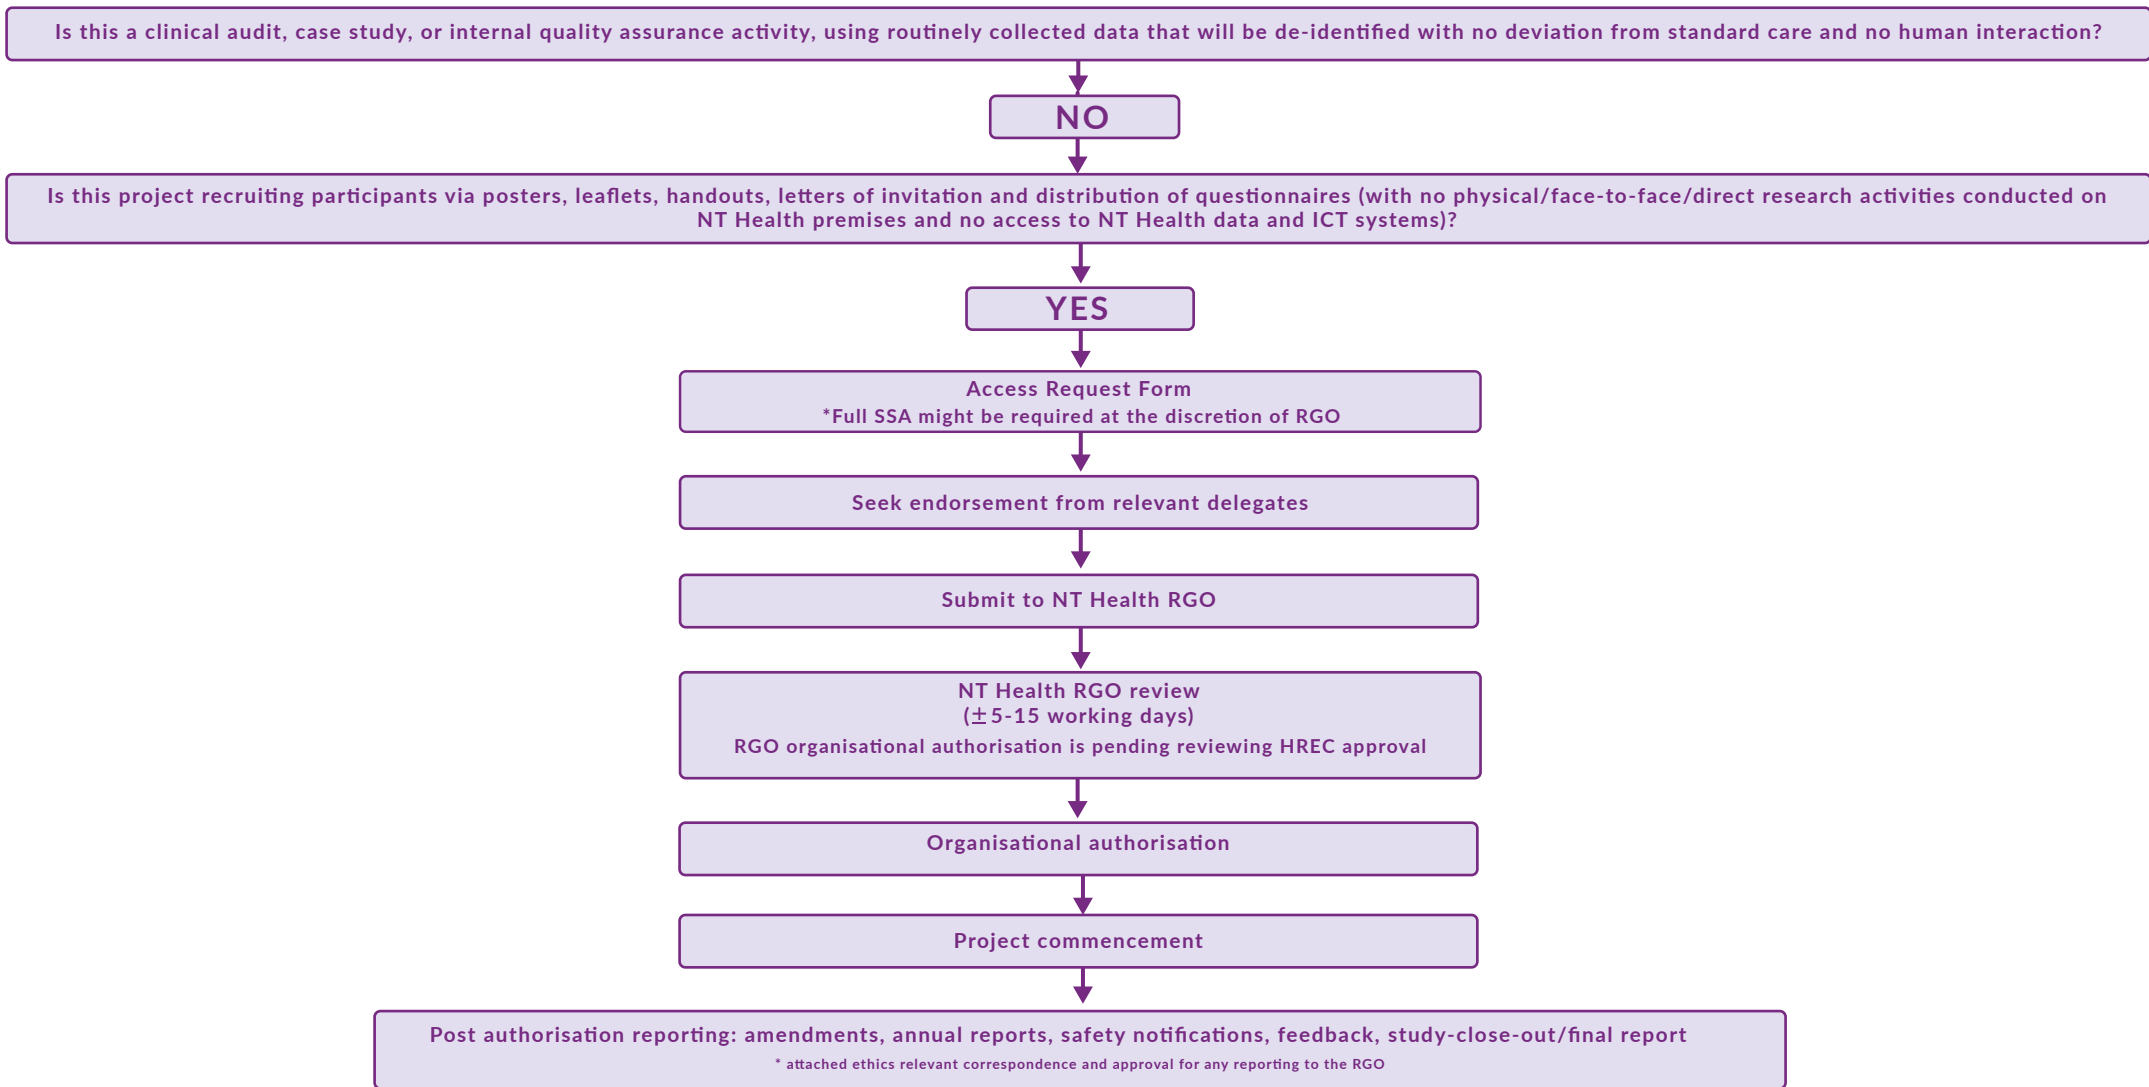 Is this a clinical audit, case study, or internal quality assurance activity, using routinely collected data that will be de-identified with no deviation from standard care and no human interaction?
NO
Is this project recruiting participants via posters, leaflets, handouts, letters of invitation and distribution of questionnaires (with no physical/face-to-face/direct research activities conducted on
NT Health premises and no access to NT Health data and ICT systems)?
YES
Access Request Form
*Full SSA might be required at the discretion of RGO
Seek endorsement from relevant delegates
Submit to NT Health RGO
NT Health RGO review
(±5-15 working days)
RGO organisational authorisation is pending reviewing HREC approval
Organisational authorisation
Project commencement
Post authorisation reporting: amendments, annual reports, safety notifications, feedback, study-close-out/final report
* attached ethics relevant correspondence and approval for any reporting to the RGO